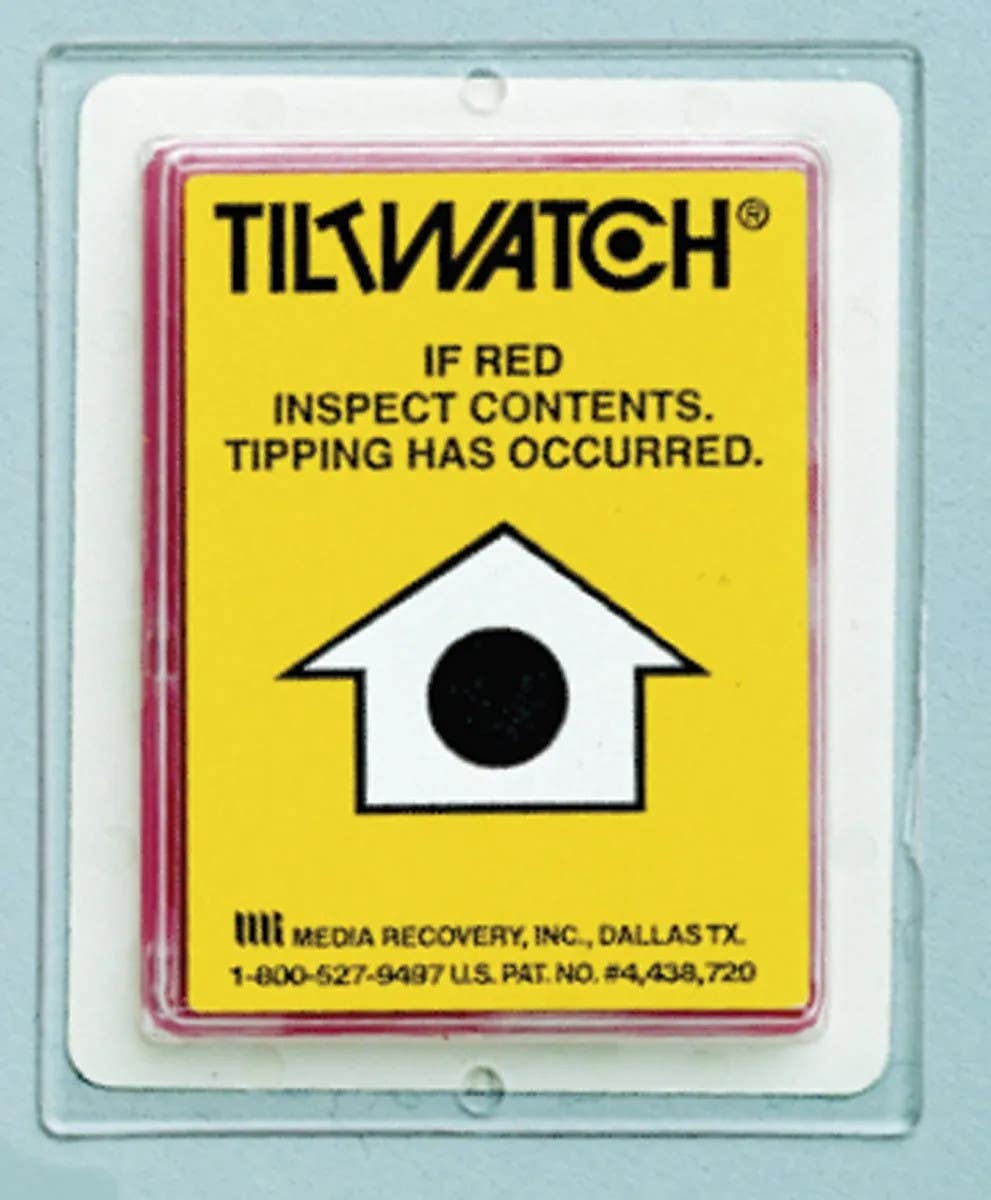 TILTWATCH®
IF RED
INSPECT CONTENTS.
TIPPING HAS OCCURRED.
MRI MEDIA RECOVERY, INC., DALLAS TX.
1-800-527-9497 U.S. PAT. NO. #4,438,720